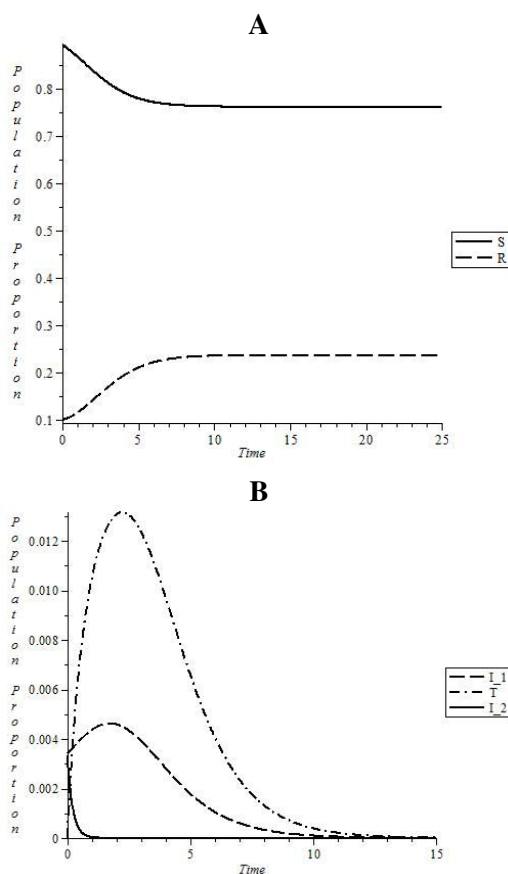 A
Population Proportion
0.8
0.7
0.6
0.5
0.4
0.3
0.2
0.1
0 5 10 15 20 25
Time
S
R
B
Population Proportion
0.012
0.010
0.008
0.006
0.004
0.002
0
0 5 10 15
Time
I_1
T
I_2